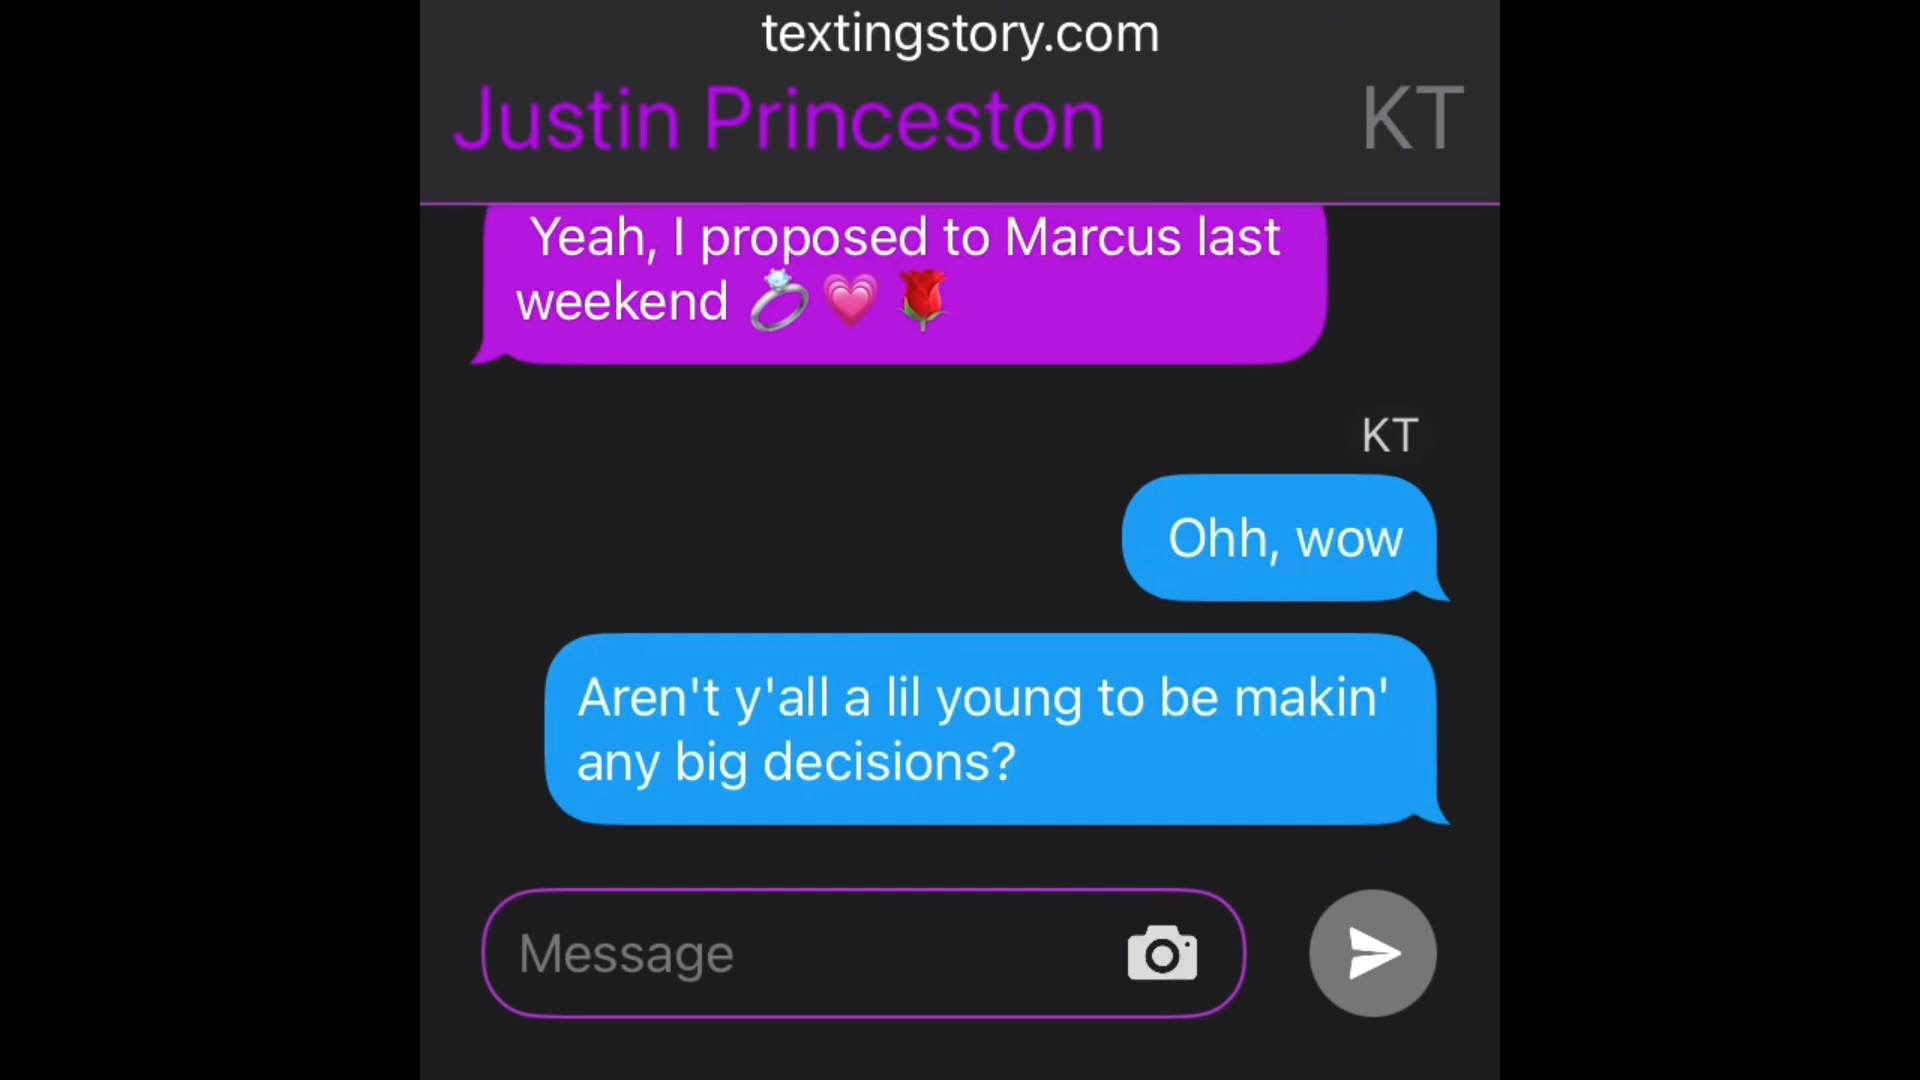 textingstory.com
Justin Princeston KT
Yeah, I proposed to Marcus last
weekend 💍 💗 🌹
KT
Ohh, wow
Aren't y'all a lil young to be makin'
any big decisions?
Message